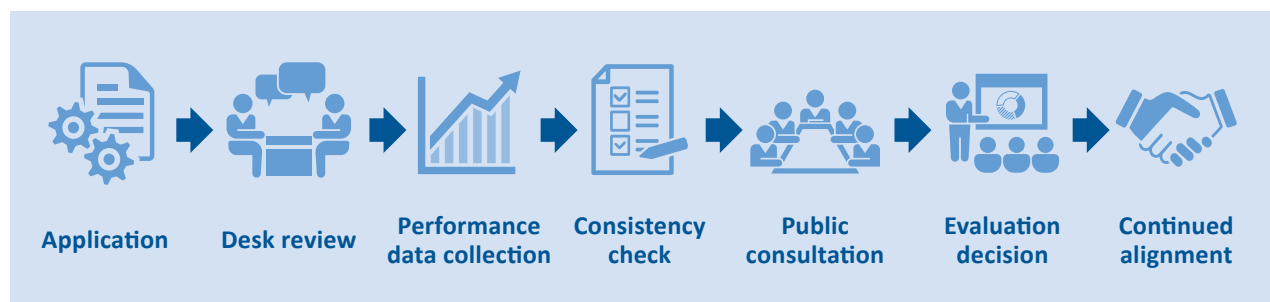 Application
Desk review
Performance
data collection
Consistency
check
Public
consultation
Evaluation
decision
Continued
alignment